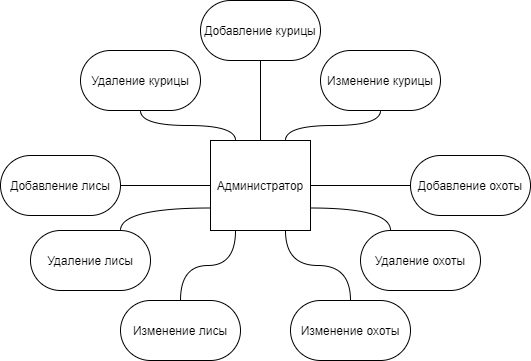 Добавление курицы
Удаление курицы
Изменение курицы
Добавление лисы
Администратор
Добавление охоты
Удаление лисы
Удаление охоты
Изменение лисы
Изменение охоты